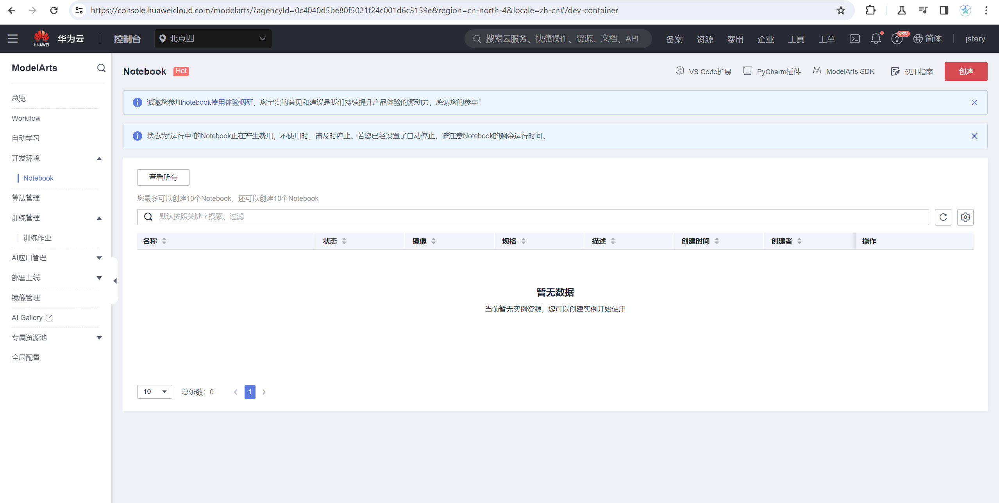 https://console.huaweicloud.com/modelarts/?agencyId=0c4040d5be80f5021f24c001d6c3159e&region=cn-north-4&locale=zh-cn#/dev-container
HUAWEI 华为云 控制台 北京四 搜索云服务、快捷操作、资源、文档、API 备案 资源 费用 企业 工具 工单 NEW 简体 jstary
ModelArts
总览
Workflow
自动学习
开发环境
Notebook
算法管理
训练管理
训练作业
AI应用管理
部署上线
镜像管理
AI Gallery
专属资源池
全局配置
Notebook Hot VS Code扩展 PyCharm插件 ModelArts SDK 使用指南 创建
诚邀您参加notebook使用体验调研，您宝贵的意见和建议是我们持续提升产品体验的源动力，感谢您的参与！
状态为“运行中”的Notebook正在产生费用，不使用时，请及时停止。若您已经设置了自动停止，请注意Notebook的剩余运行时间。
查看所有
您最多可以创建10个Notebook，还可以创建10个Notebook
默认按照关键字搜索、过滤
名称 状态 镜像 规格 描述 创建时间 创建者 操作
暂无数据
当前暂无实例资源，您可以创建实例开始使用
10 总条数：0 1